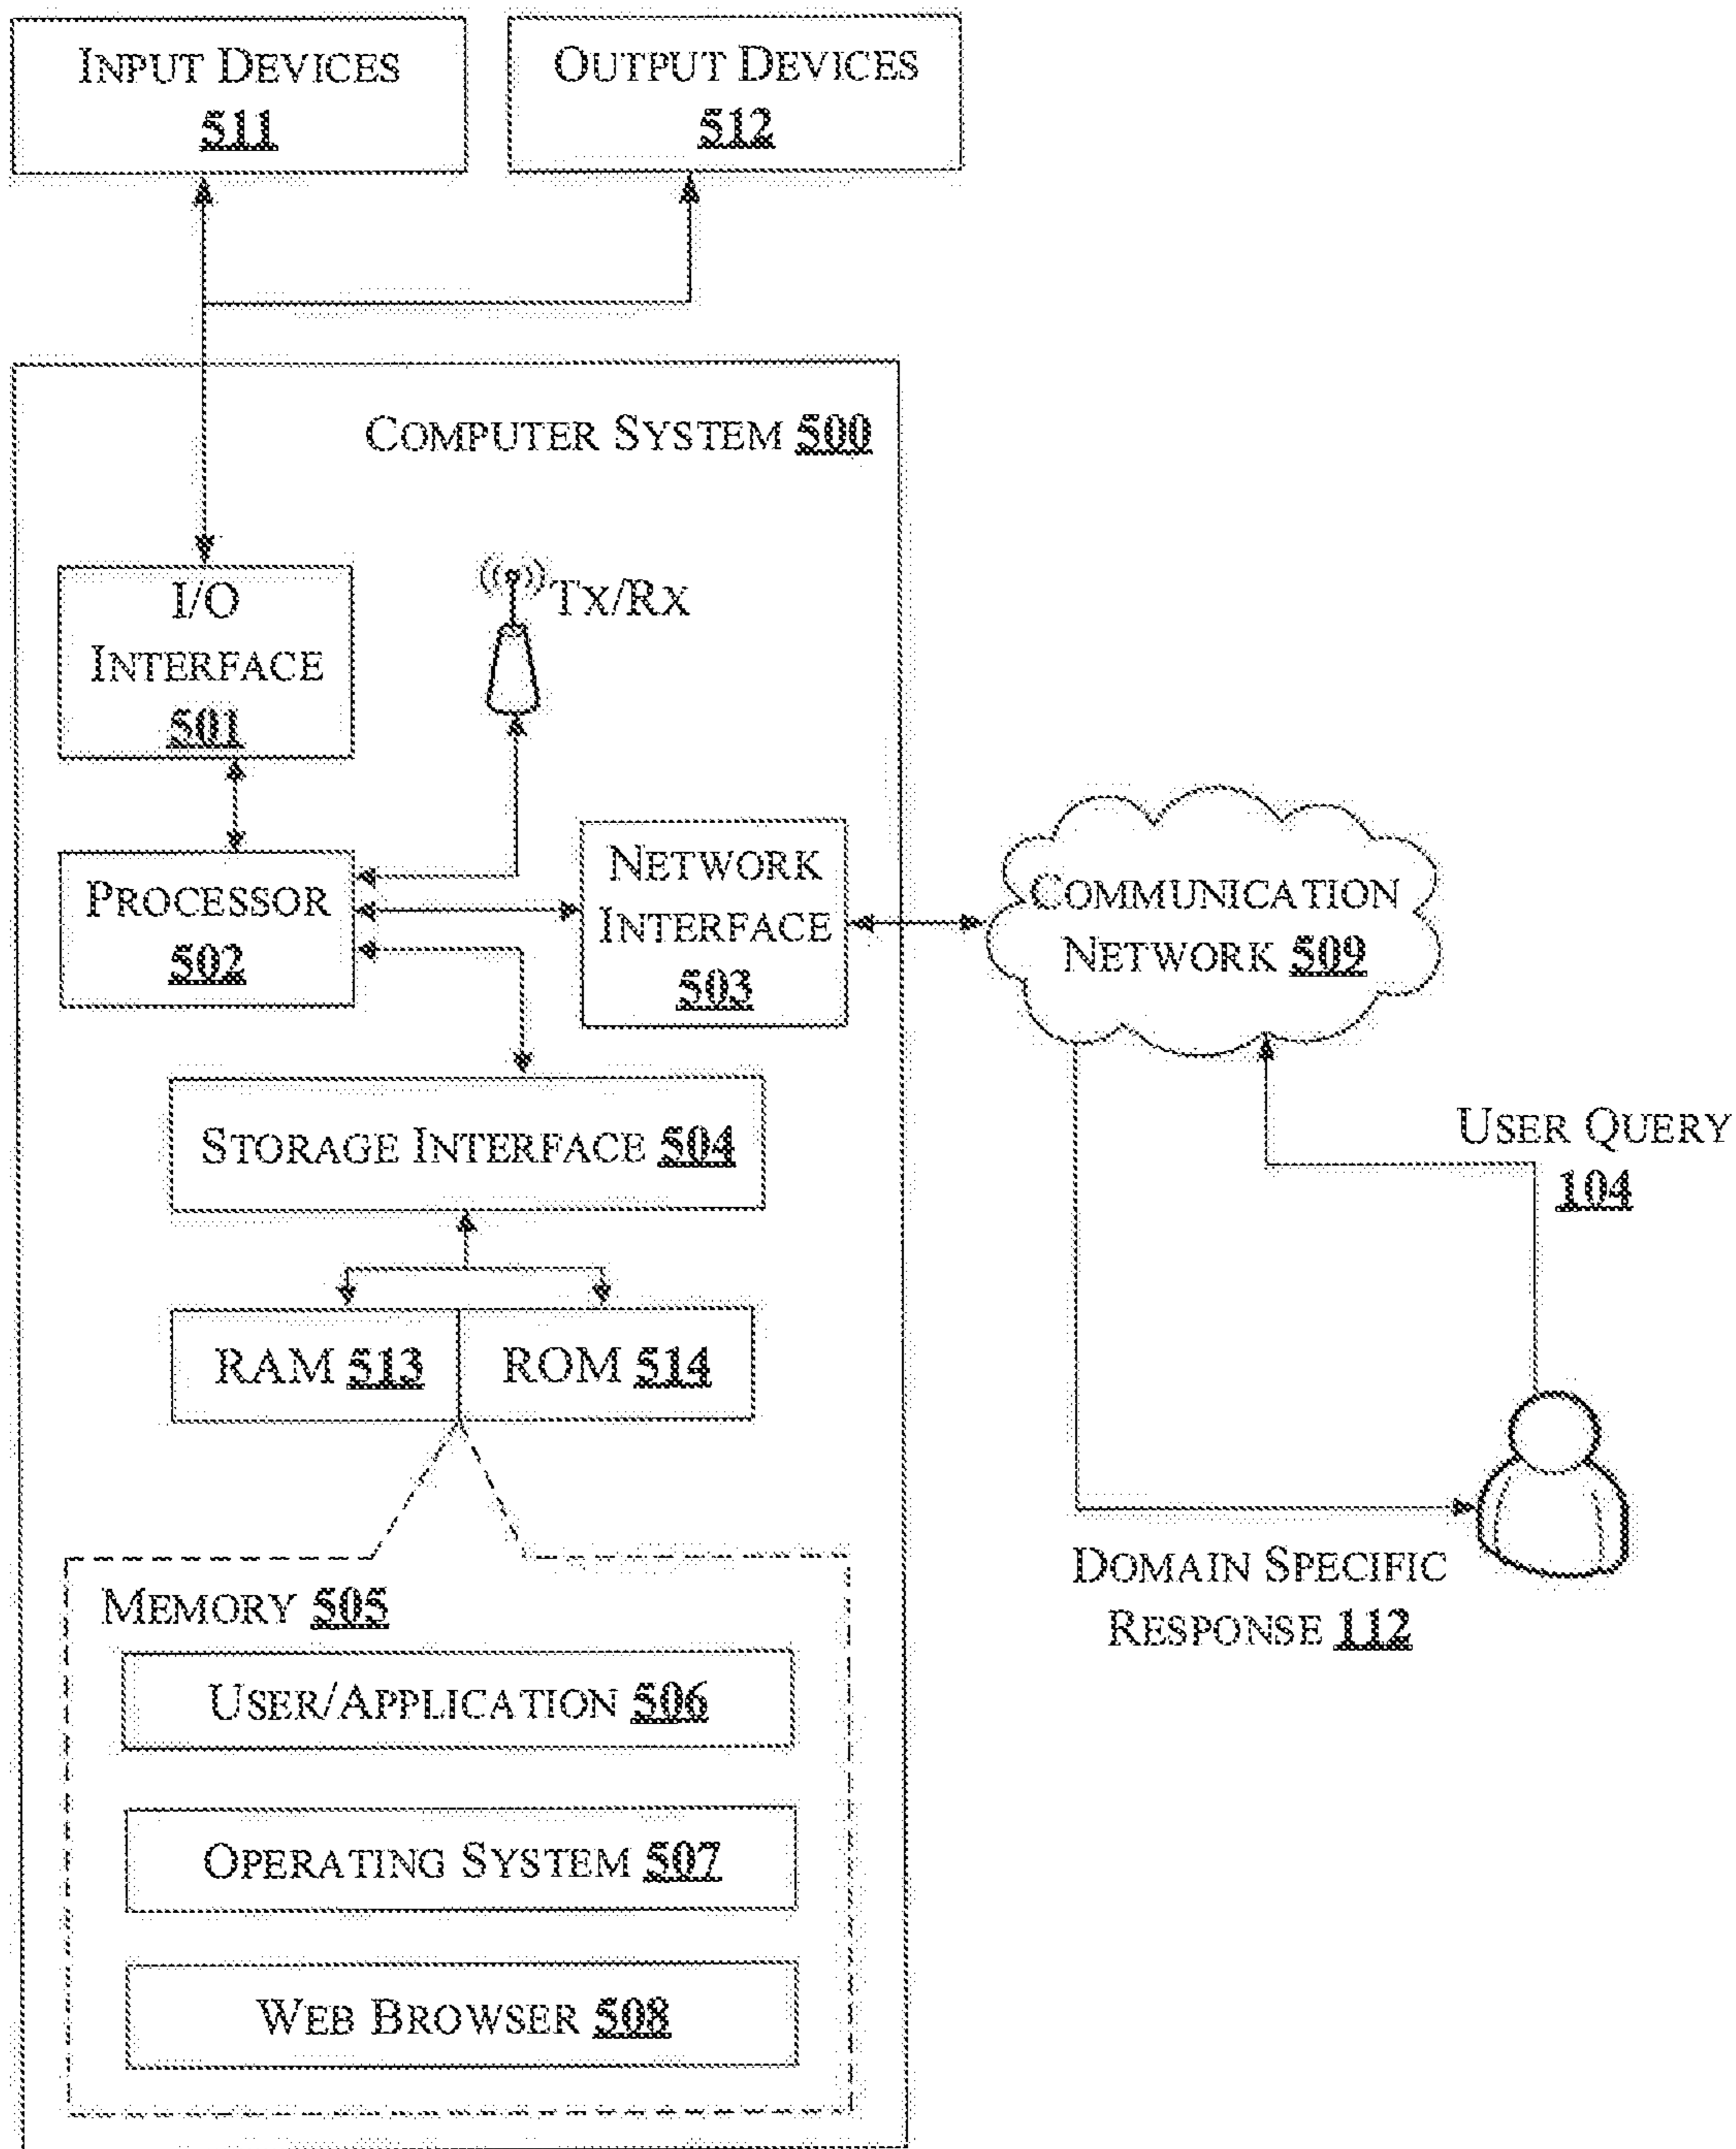 INPUT DEVICES
511
OUTPUT DEVICES
512
COMPUTER SYSTEM 500
I/O
INTERFACE
501
TX/RX
PROCESSOR
502
NETWORK
INTERFACE
503
COMMUNICATION
NETWORK 509
STORAGE INTERFACE 504
USER QUERY
104
RAM 513
ROM 514
DOMAIN SPECIFIC
RESPONSE 112
MEMORY 505
USER/APPLICATION 506
OPERATING SYSTEM 507
WEB BROWSER 508